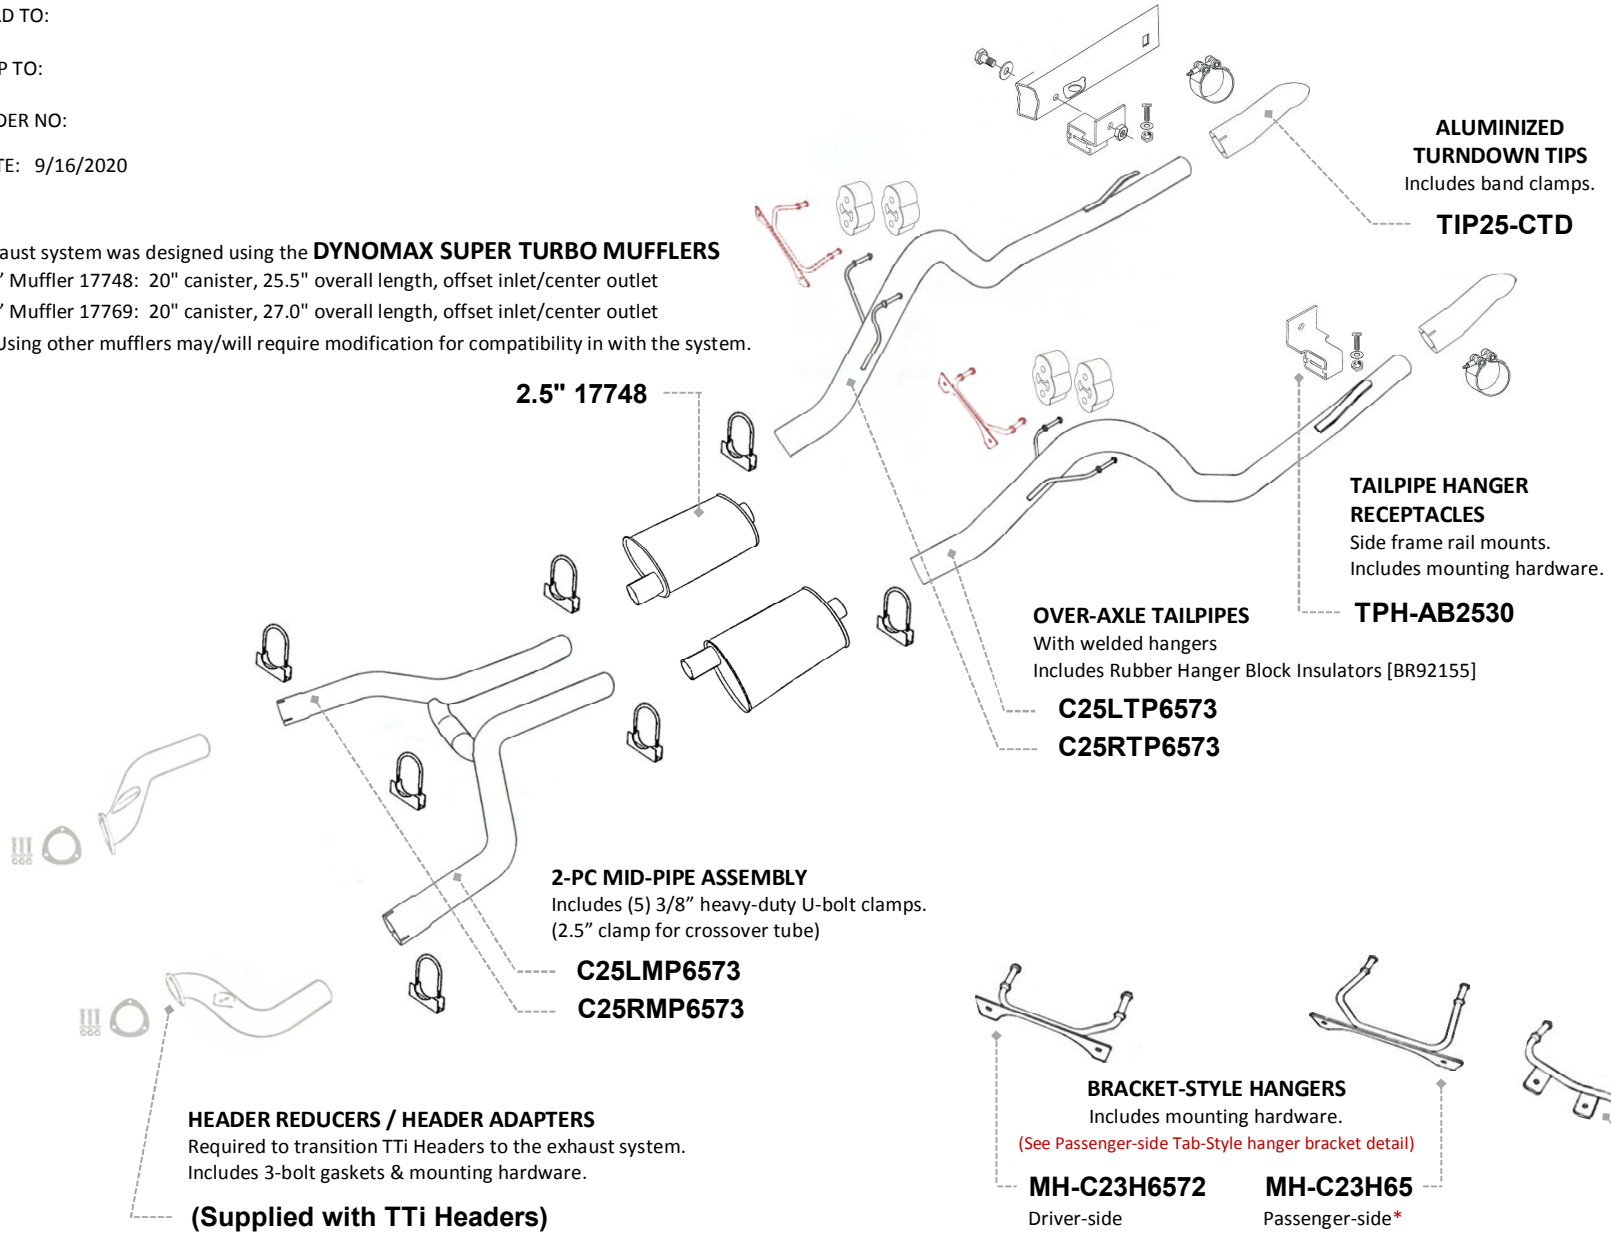 D TO:
P TO:
DER NO:
TE: 9/16/2020
aust system was designed using the DYNOMAX SUPER TURBO MUFFLERS
" Muffler 17748: 20" canister, 25.5" overall length, offset inlet/center outlet
" Muffler 17769: 20" canister, 27.0" overall length, offset inlet/center outlet
Using other mufflers may/will require modification for compatibility in with the system.
2.5" 17748
ALUMINIZED
TURNDOWN TIPS
Includes band clamps.
TIP25-CTD
TAILPIPE HANGER
RECEPTACLES
Side frame rail mounts.
Includes mounting hardware.
TPH-AB2530
OVER-AXLE TAILPIPES
With welded hangers
Includes Rubber Hanger Block Insulators [BR92155]
C25LTP6573
C25RTP6573
2-PC MID-PIPE ASSEMBLY
Includes (5) 3/8” heavy-duty U-bolt clamps.
(2.5” clamp for crossover tube)
C25LMP6573
C25RMP6573
HEADER REDUCERS / HEADER ADAPTERS
Required to transition TTi Headers to the exhaust system.
Includes 3-bolt gaskets & mounting hardware.
(Supplied with TTi Headers)
BRACKET-STYLE HANGERS
Includes mounting hardware.
(See Passenger-side Tab-Style hanger bracket detail)
MH-C23H6572
Driver-side
MH-C23H65
Passenger-side*